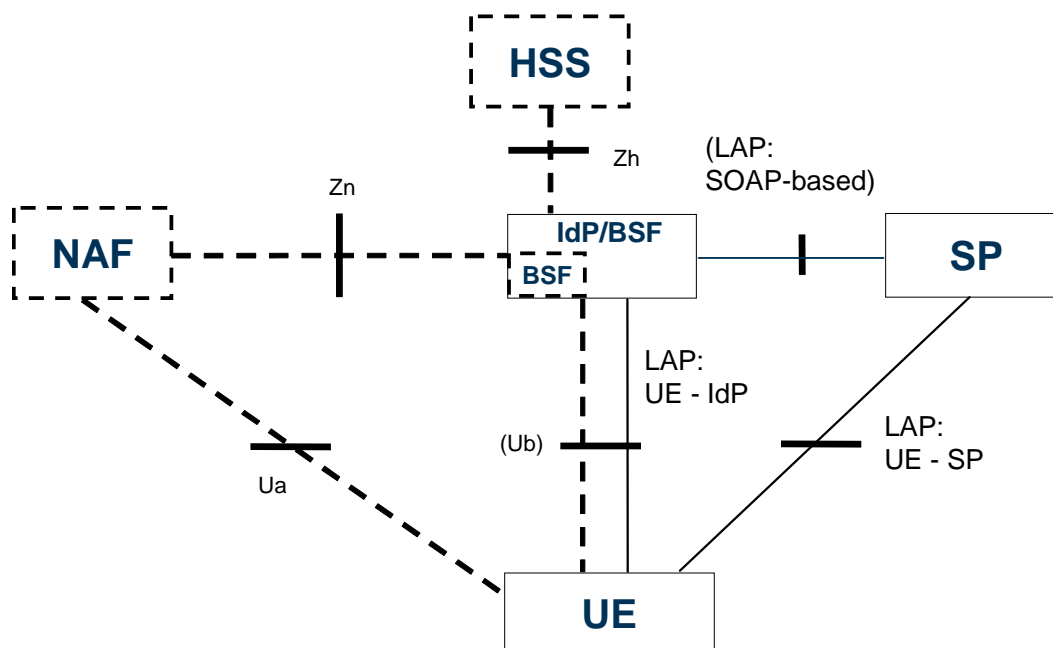 HSS
Zh
(LAP:
SOAP-based)
Zn
NAF
IdP/BSF
BSF
SP
LAP:
UE - IdP
(Ub)
LAP:
UE - SP
Ua
UE